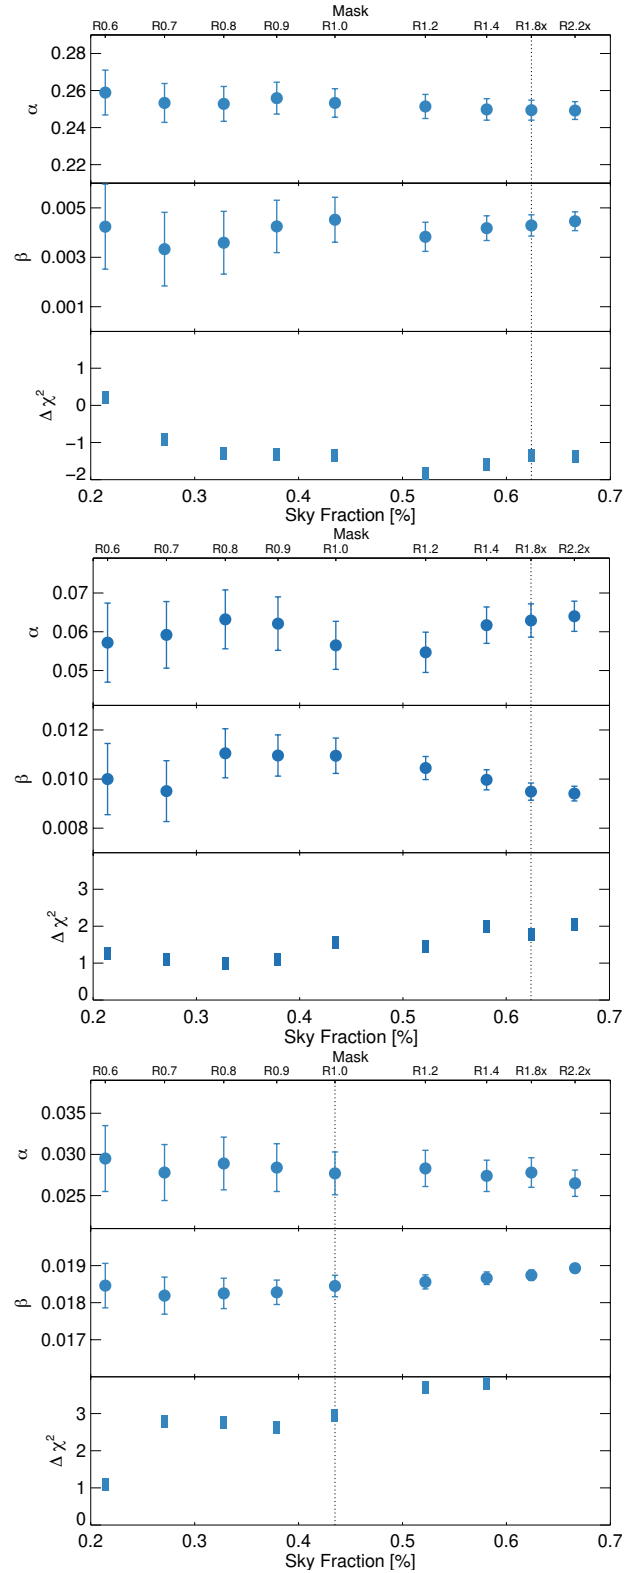 Mask
R0.6 R0.7 R0.8 R0.9 R1.0 R1.2 R1.4 R1.8x R2.2x
0.28
0.26
0.24
0.22
α
0.005
0.003
0.001
β
1
0
−1
−2
Δ χ²
0.2 0.3 0.4 0.5 0.6 0.7
Sky Fraction [%]
Mask
R0.6 R0.7 R0.8 R0.9 R1.0 R1.2 R1.4 R1.8x R2.2x
0.07
0.06
0.05
α
0.012
0.010
0.008
β
3
2
1
0
Δ χ²
0.2 0.3 0.4 0.5 0.6 0.7
Sky Fraction [%]
Mask
R0.6 R0.7 R0.8 R0.9 R1.0 R1.2 R1.4 R1.8x R2.2x
0.035
0.030
0.025
α
0.019
0.018
0.017
β
3
2
1
0
Δ χ²
0.2 0.3 0.4 0.5 0.6 0.7
Sky Fraction [%]